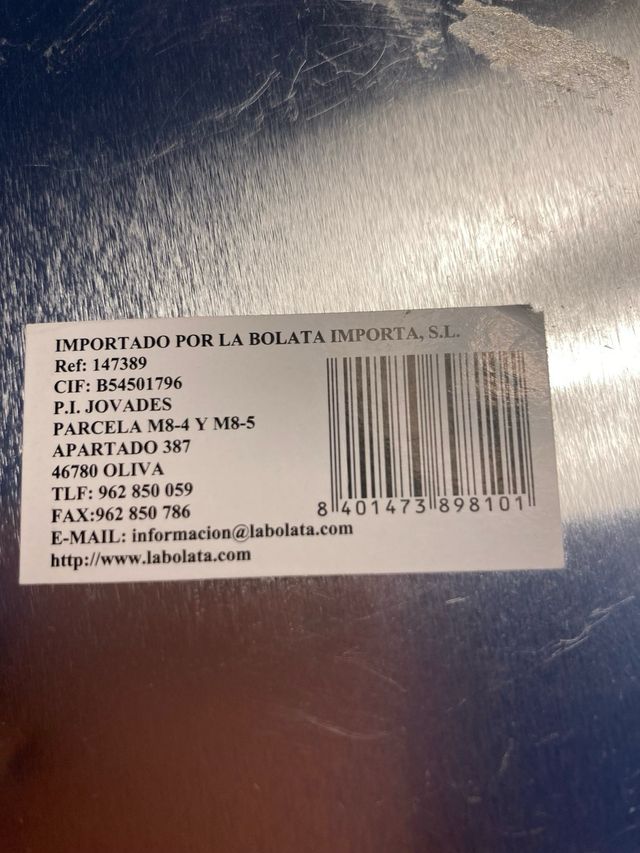 IMPORTADO POR LA BOLATA IMPORTA, S.L.
Ref: 147389
CIF: B54501796
P.I. JOVADES
PARCELA M8-4 Y M8-5
APARTADO 387
46780 OLIVA
TLF: 962 850 059
FAX:962 850 786
E-MAIL: informacion@labolata.com
http://www.labolata.com
8 401473 898101